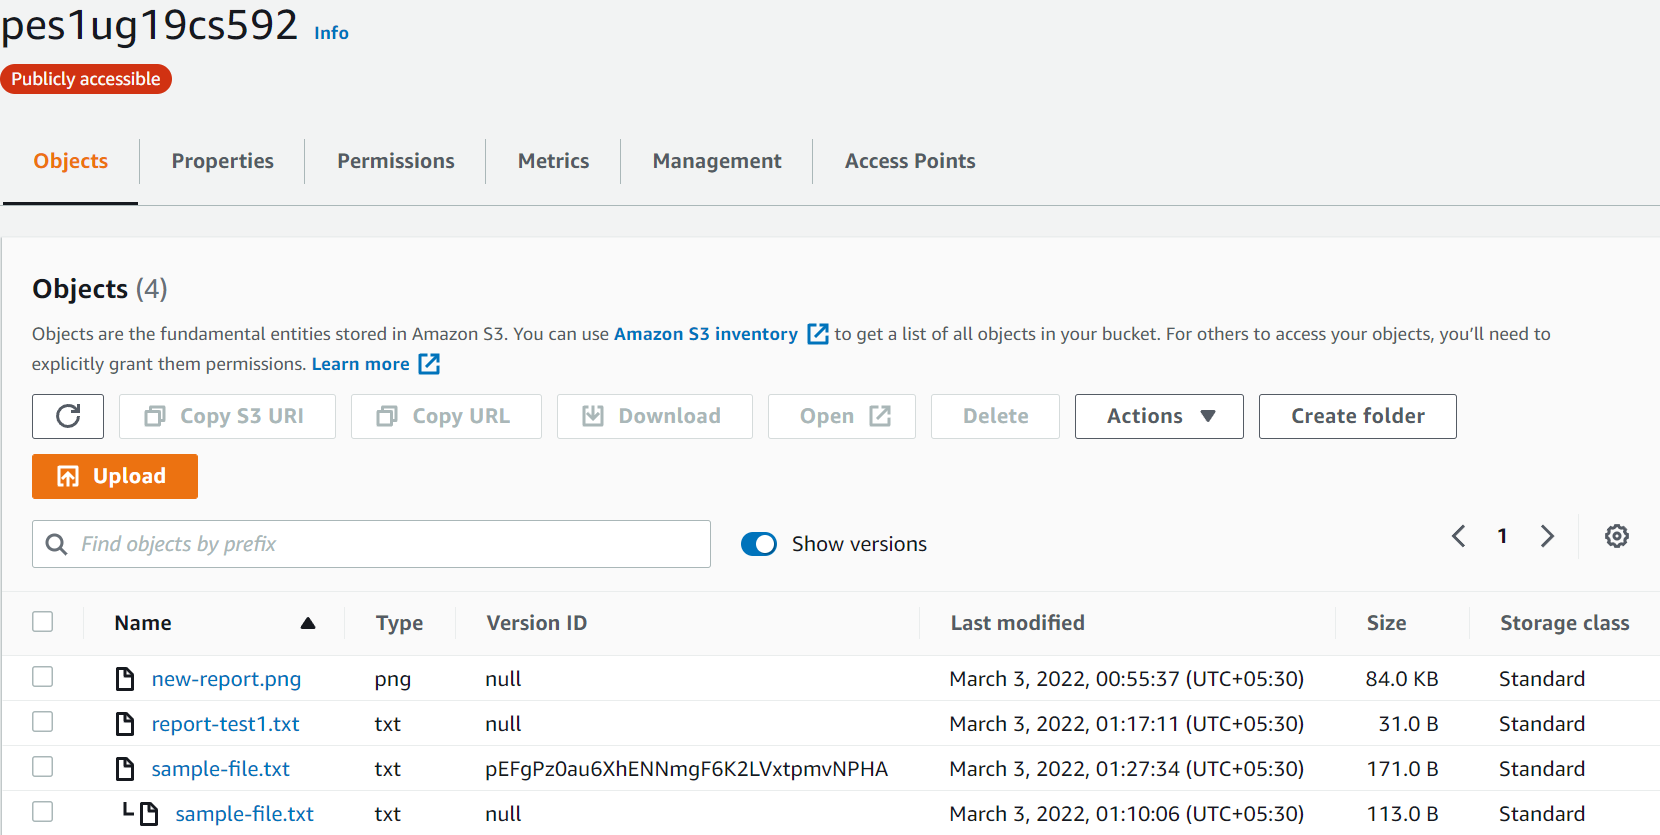 pes1ug19cs592 Info
Publicly accessible
Objects Properties Permissions Metrics Management Access Points
Objects (4)
Objects are the fundamental entities stored in Amazon S3. You can use Amazon S3 inventory to get a list of all objects in your bucket. For others to access your objects, you’ll need to
explicitly grant them permissions. Learn more
Copy S3 URI Copy URL Download Open Delete Actions Create folder
Upload
Find objects by prefix Show versions 1
Name Type Version ID Last modified Size Storage class
new-report.png png null March 3, 2022, 00:55:37 (UTC+05:30) 84.0 KB Standard
report-test1.txt txt null March 3, 2022, 01:17:11 (UTC+05:30) 31.0 B Standard
sample-file.txt txt pEFgPz0au6XhENNmgF6K2LVxtpmvNPHA March 3, 2022, 01:27:34 (UTC+05:30) 171.0 B Standard
sample-file.txt txt null March 3, 2022, 01:10:06 (UTC+05:30) 113.0 B Standard